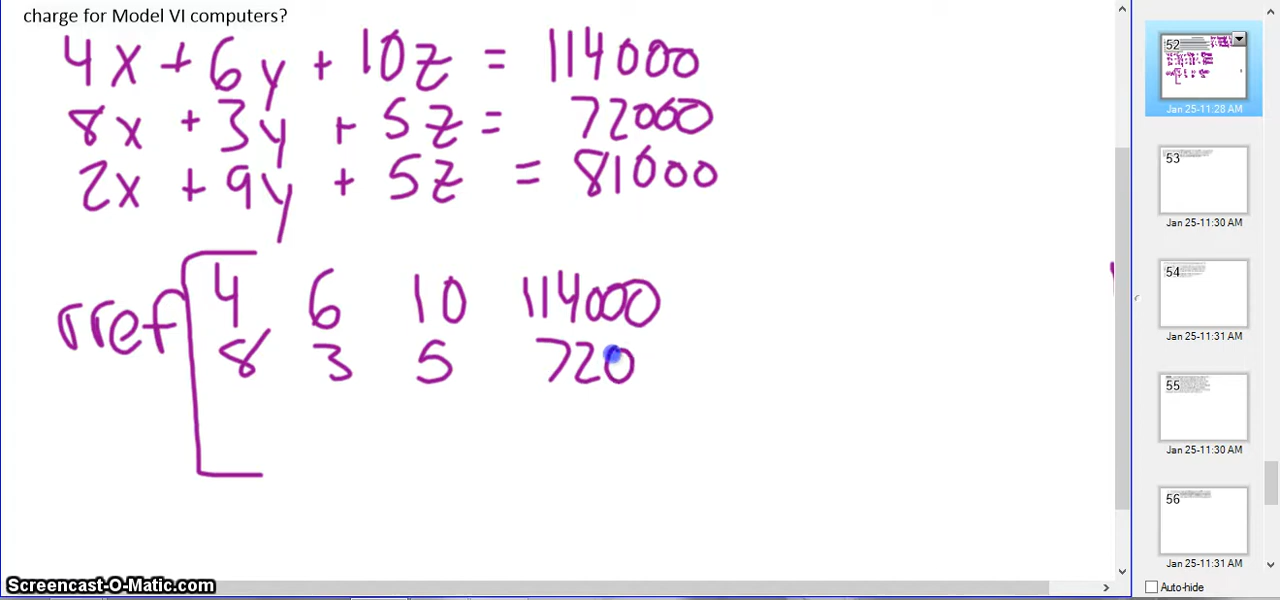 charge for Model VI computers?
4x + 6y + 10z = 114000
8x + 3y + 5z = 72000
2x + 9y + 5z = 81000
rref
4 6 10 114000
8 3 5 720
52
Jan 25-11:28 AM
53
Jan 25-11:30 AM
54
Jan 25-11:31 AM
55
Jan 25-11:30 AM
56
Jan 25-11:31 AM
Auto-hide
Screencast-O-Matic.com